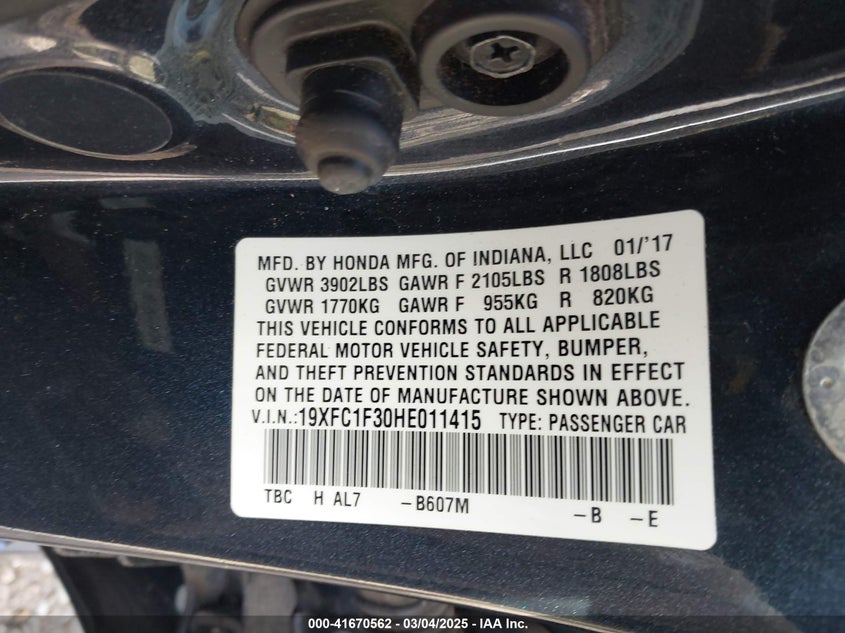 MFD. BY HONDA MFG. OF INDIANA, LLC 01/'17
GVWR 3902LBS GAWR F 2105LBS R 1808LBS
GVWR 1770KG GAWR F 955KG R 820KG
THIS VEHICLE CONFORMS TO ALL APPLICABLE
FEDERAL MOTOR VEHICLE SAFETY, BUMPER,
AND THEFT PREVENTION STANDARDS IN EFFECT
ON THE DATE OF MANUFACTURE SHOWN ABOVE.
V.I.N.:19XFC1F30HE011415 TYPE: PASSENGER CAR
TBC H AL7 -B607M -B -E
000-41670562 — 03/04/2025 — IAA Inc.